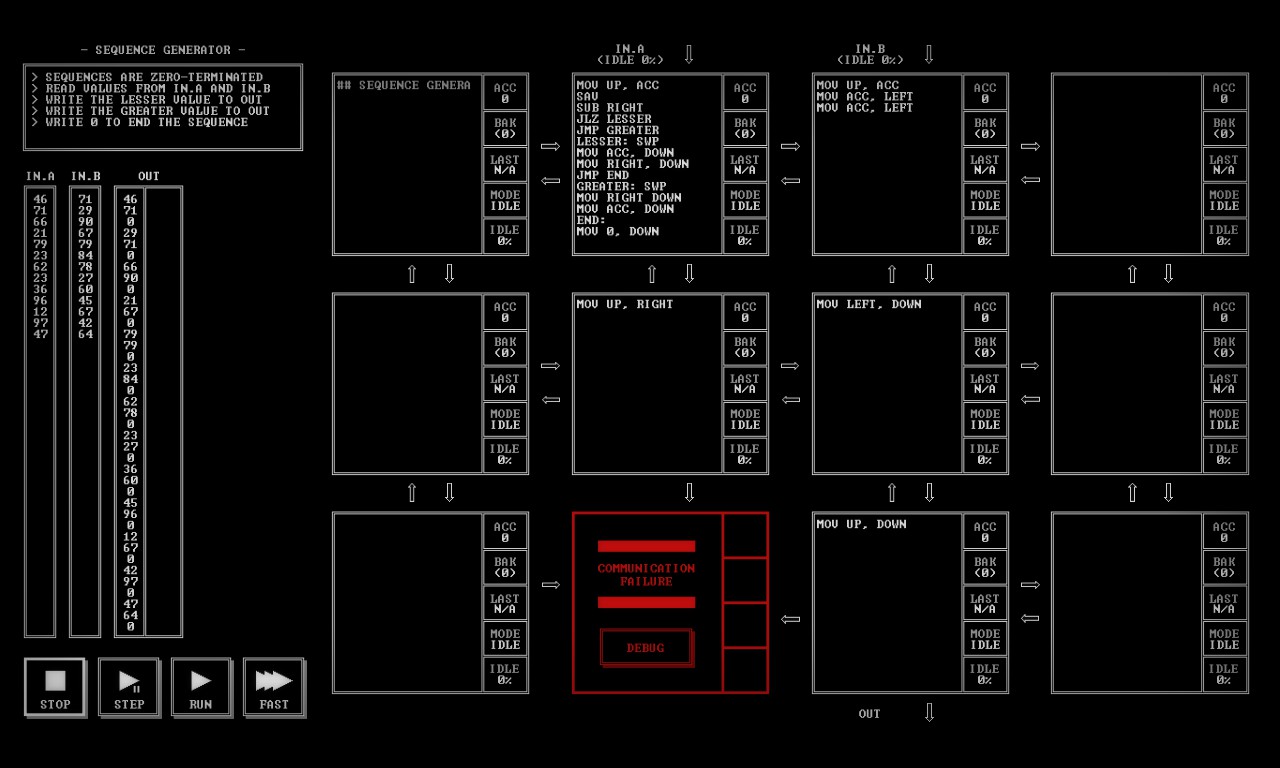 - SEQUENCE GENERATOR -
> SEQUENCES ARE ZERO-TERMINATED
> READ VALUES FROM IN.A AND IN.B
> WRITE THE LESSER VALUE TO OUT
> WRITE THE GREATER VALUE TO OUT
> WRITE 0 TO END THE SEQUENCE
IN.A IN.B OUT
46 71 46
71 29 71
66 90 0
21 67 29
79 79 71
23 84 0
62 78 66
23 27 90
36 60 0
96 45 21
12 67 67
97 42 0
47 64 79
79
0
23
84
0
62
78
0
23
27
0
36
60
0
45
96
0
12
67
0
42
97
0
47
64
0
STOP
STEP
RUN
FAST
IN.A
(IDLE 0%)
IN.B
(IDLE 0%)
## SEQUENCE GENERA
ACC
0
BAK
(0)
LAST
N/A
MODE
IDLE
IDLE
0%
MOV UP, ACC
SAV
SUB RIGHT
JLZ LESSER
JMP GREATER
LESSER: SWP
MOV ACC, DOWN
MOV RIGHT, DOWN
JMP END
GREATER: SWP
MOV RIGHT DOWN
MOV ACC, DOWN
END:
MOV 0, DOWN
ACC
0
BAK
(0)
LAST
N/A
MODE
IDLE
IDLE
0%
MOV UP, ACC
MOV ACC, LEFT
MOV ACC, LEFT
ACC
0
BAK
(0)
LAST
N/A
MODE
IDLE
IDLE
0%
ACC
0
BAK
(0)
LAST
N/A
MODE
IDLE
IDLE
0%
ACC
0
BAK
(0)
LAST
N/A
MODE
IDLE
IDLE
0%
MOV UP, RIGHT
ACC
0
BAK
(0)
LAST
N/A
MODE
IDLE
IDLE
0%
MOV LEFT, DOWN
ACC
0
BAK
(0)
LAST
N/A
MODE
IDLE
IDLE
0%
ACC
0
BAK
(0)
LAST
N/A
MODE
IDLE
IDLE
0%
ACC
0
BAK
(0)
LAST
N/A
MODE
IDLE
IDLE
0%
COMMUNICATION
FAILURE
DEBUG
MOV UP, DOWN
ACC
0
BAK
(0)
LAST
N/A
MODE
IDLE
IDLE
0%
ACC
0
BAK
(0)
LAST
N/A
MODE
IDLE
IDLE
0%
OUT